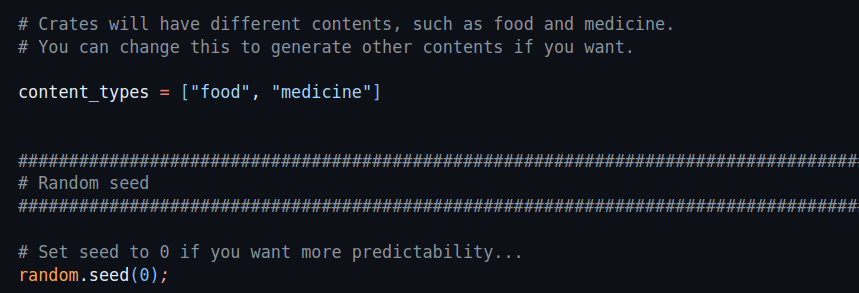 # Crates will have different contents, such as food and medicine.
# You can change this to generate other contents if you want.
content_types = ["food", "medicine"]
####################################################################################
# Random seed
####################################################################################
# Set seed to 0 if you want more predictability...
random.seed(0);